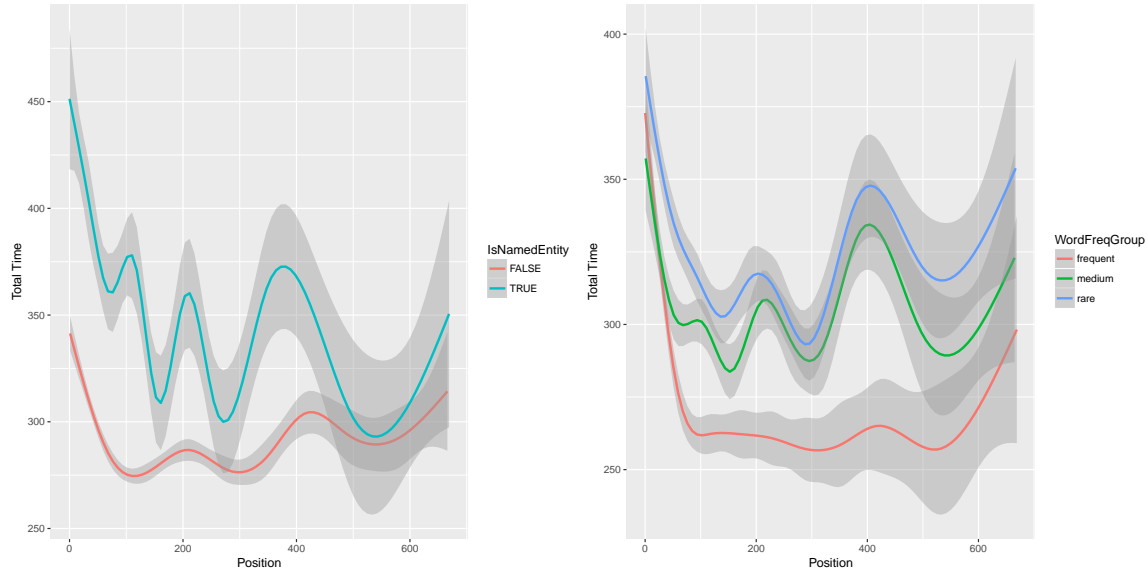 450
400
350
300
250
0
200
400
600
Position
Total Time
IsNamedEntity
FALSE
TRUE
400
350
300
250
0
200
400
600
Position
Total Time
WordFreqGroup
frequent
medium
rare